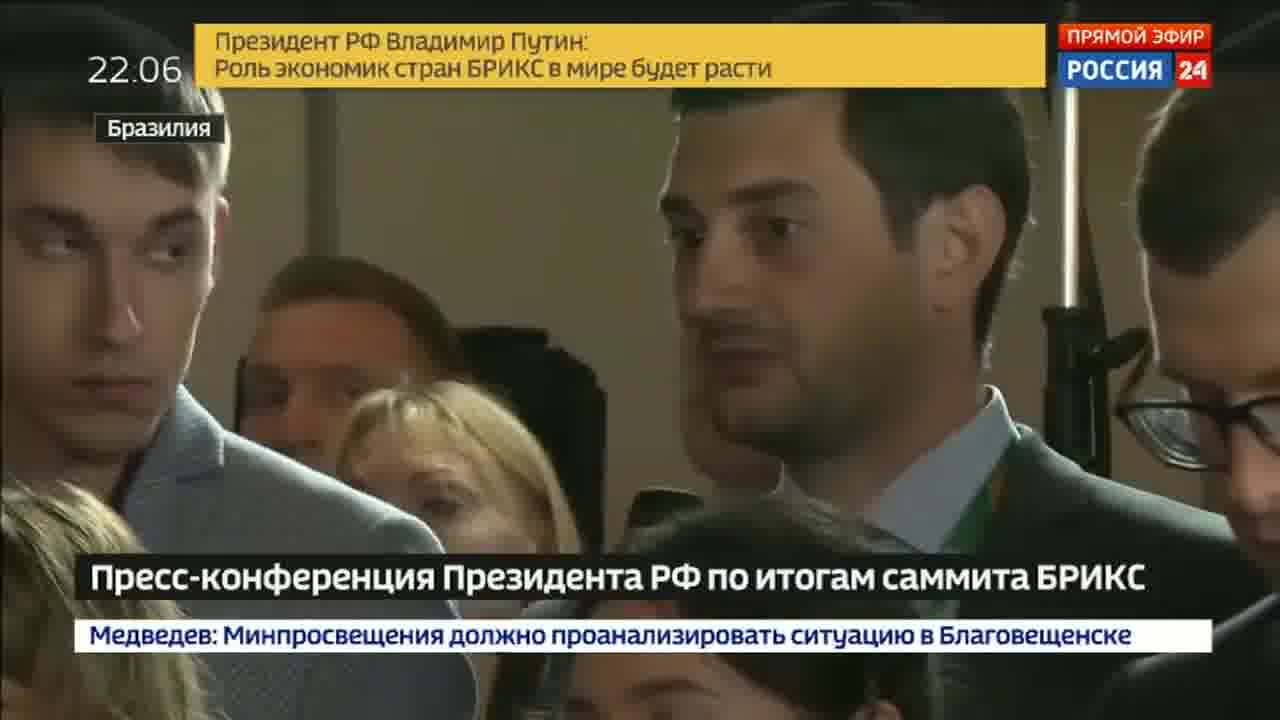 22.06
Президент РФ Владимир Путин:
Роль экономик стран БРИКС в мире будет расти
ПРЯМОЙ ЭФИР
РОССИЯ 24
Бразилия
Пресс-конференция Президента РФ по итогам саммита БРИКС
Медведев: Минпросвещения должно проанализировать ситуацию в Благовещенске